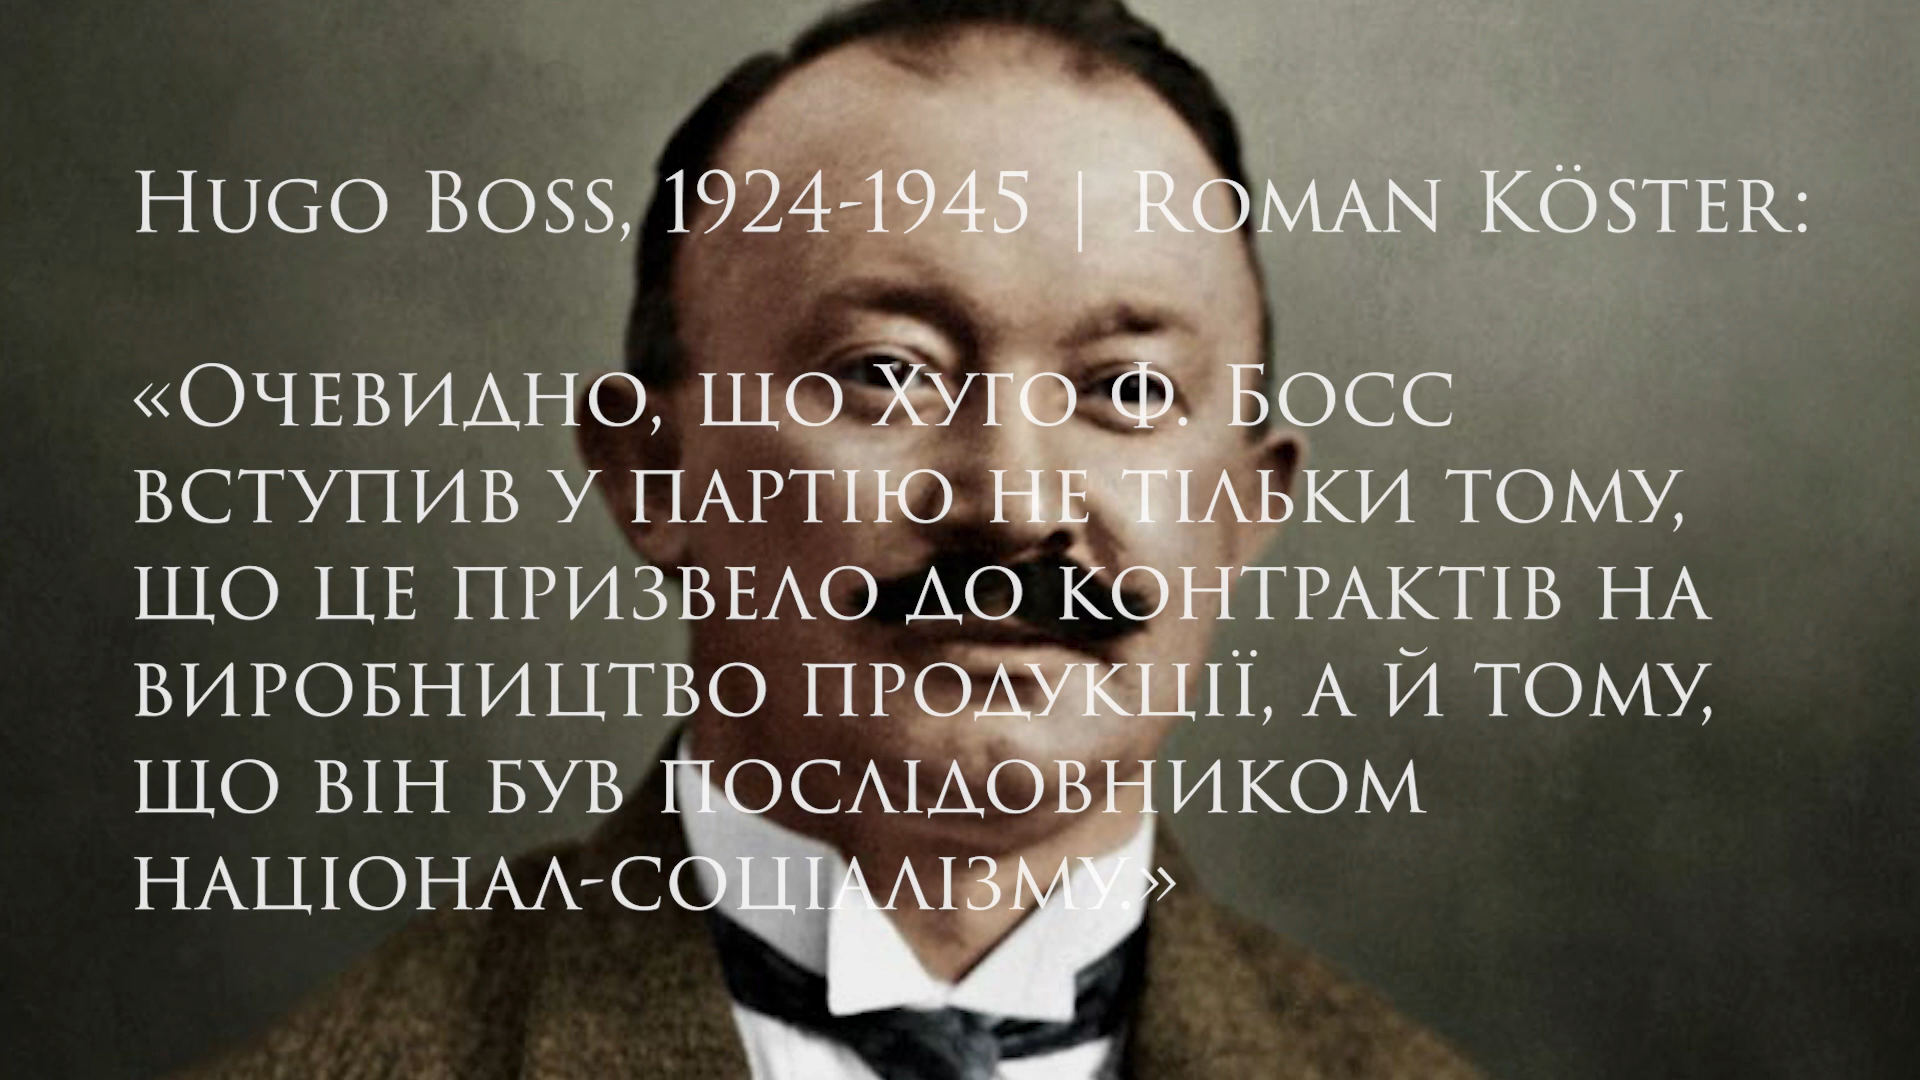 Hugo Boss, 1924-1945 | Roman Köster:
«Очевидно, що Хуго Ф. Босс
вступив у партію не тільки тому,
що це призвело до контрактів на
виробництво продукції, а й тому,
що він був послідовником
націонал-соціалізму.»